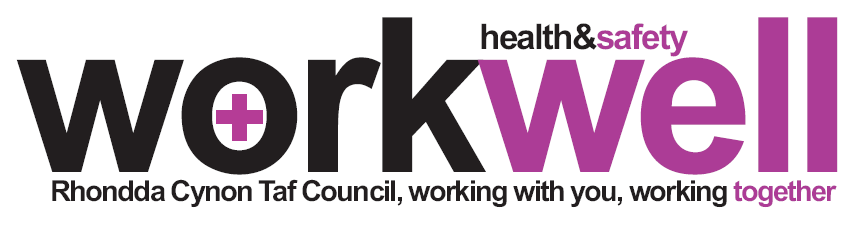 health&safety
workwell
Rhondda Cynon Taf Council, working with you, working together